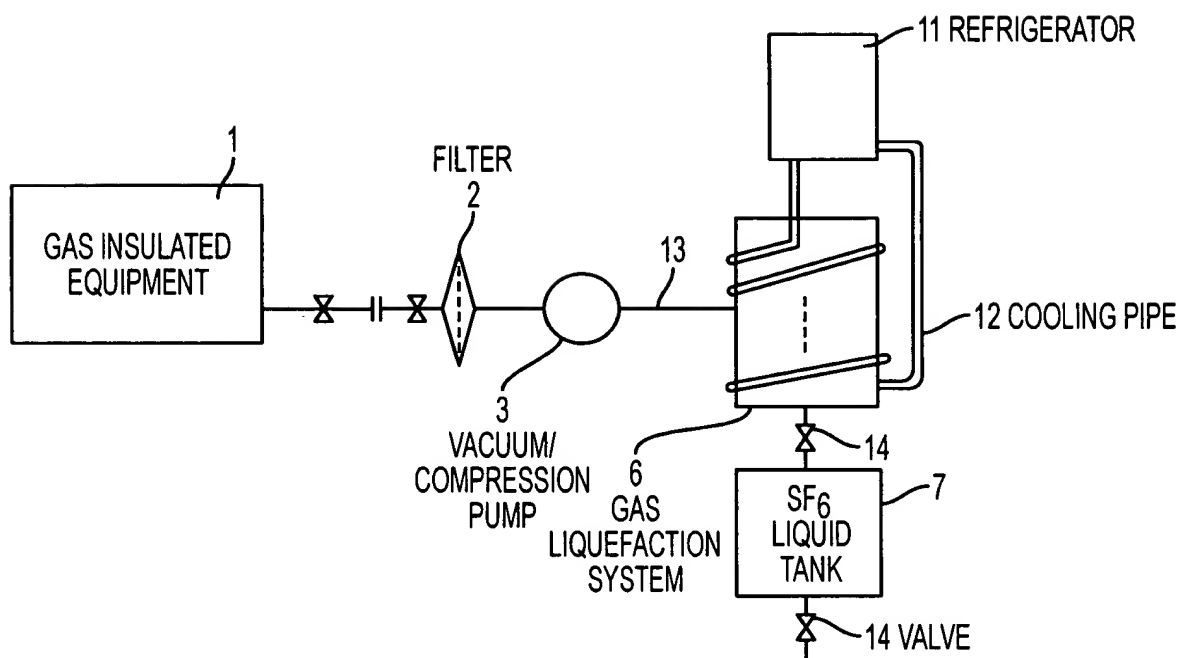 11 REFRIGERATOR
1
GAS INSULATED
EQUIPMENT
FILTER
2
13
12 COOLING PIPE
3
VACUUM/
COMPRESSION
PUMP
6
GAS
LIQUEFACTION
SYSTEM
14
7
SF6
LIQUID
TANK
14 VALVE